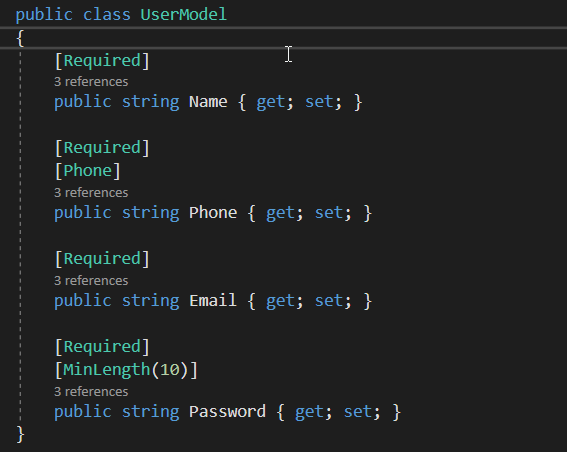 public class UserModel
{
[Required]
3 references
public string Name { get; set; }
[Required]
[Phone]
3 references
public string Phone { get; set; }
[Required]
3 references
public string Email { get; set; }
[Required]
[MinLength(10)]
3 references
public string Password { get; set; }
}